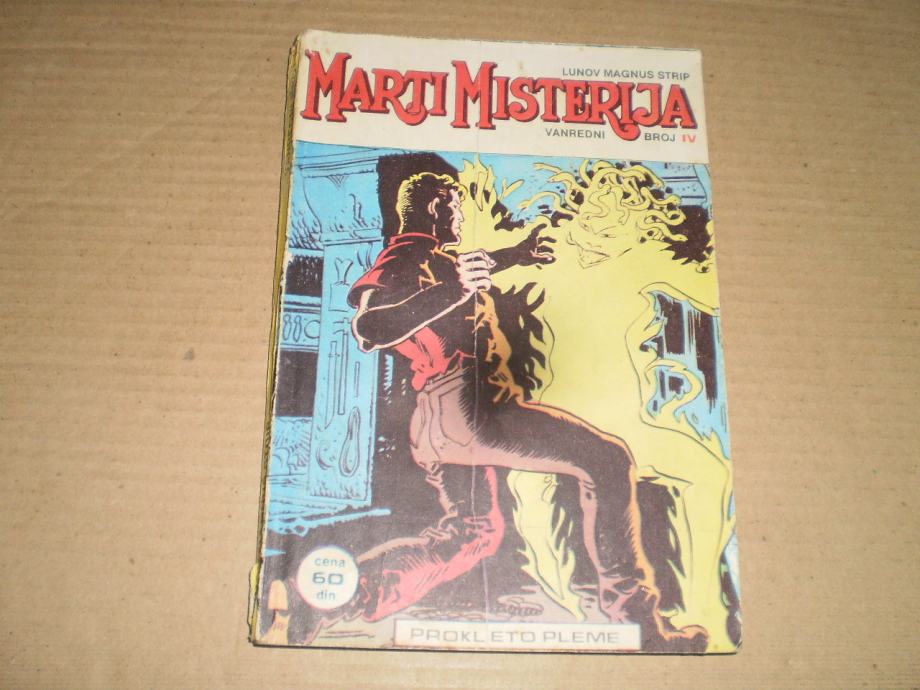 LUNOV MAGNUS STRIP
MARTI MISTERIJA
VANREDNI BROJ IV
cena
60
din
PROKLETO PLEME